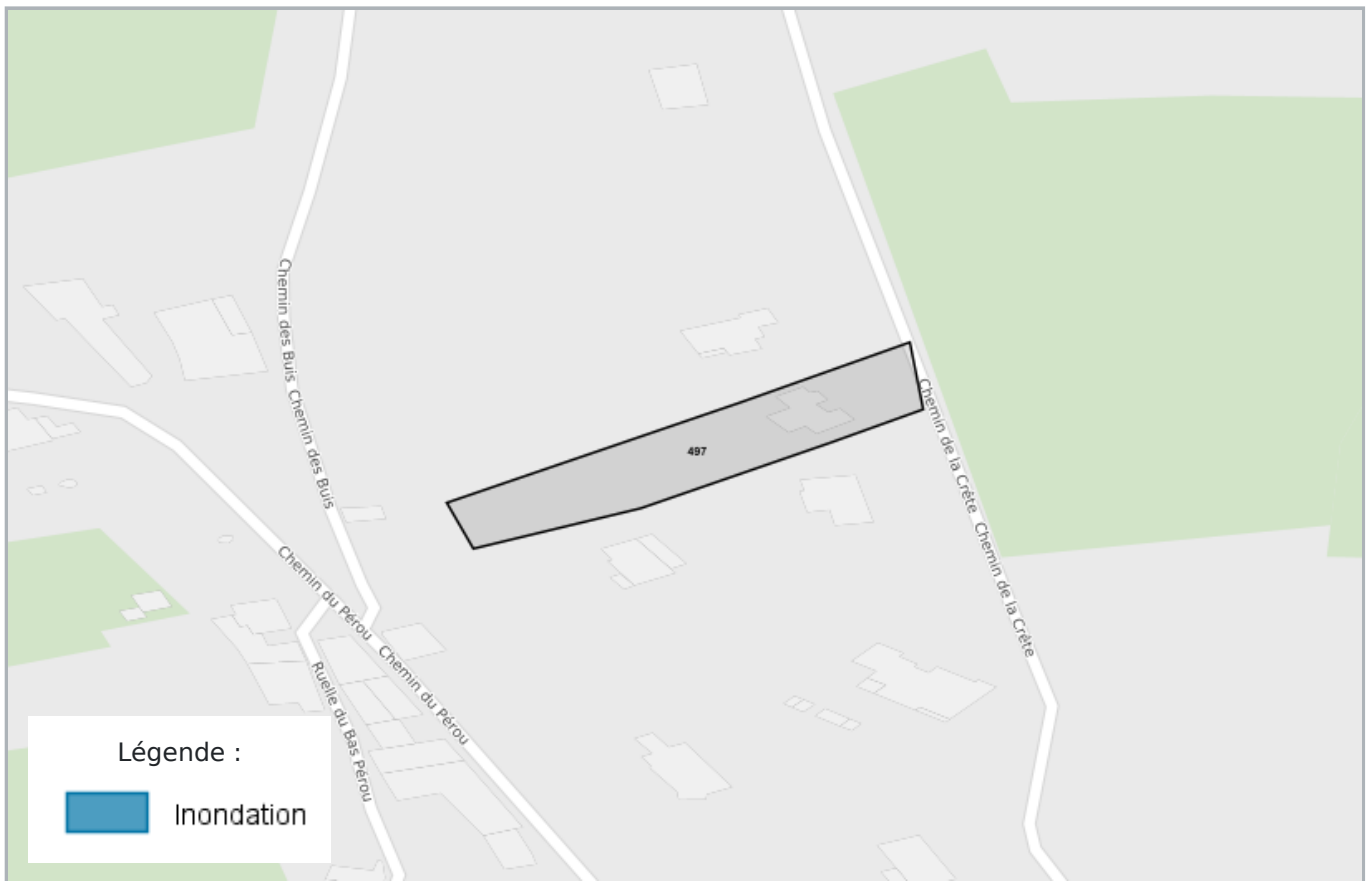 Chemin des Buis
Chemin des Buis
497
Chemin de la Crête
Chemin de la Crête
Chemin du Pérou
Chemin du Pérou
Ruelle du Bas Pérou
Légende :
Inondation